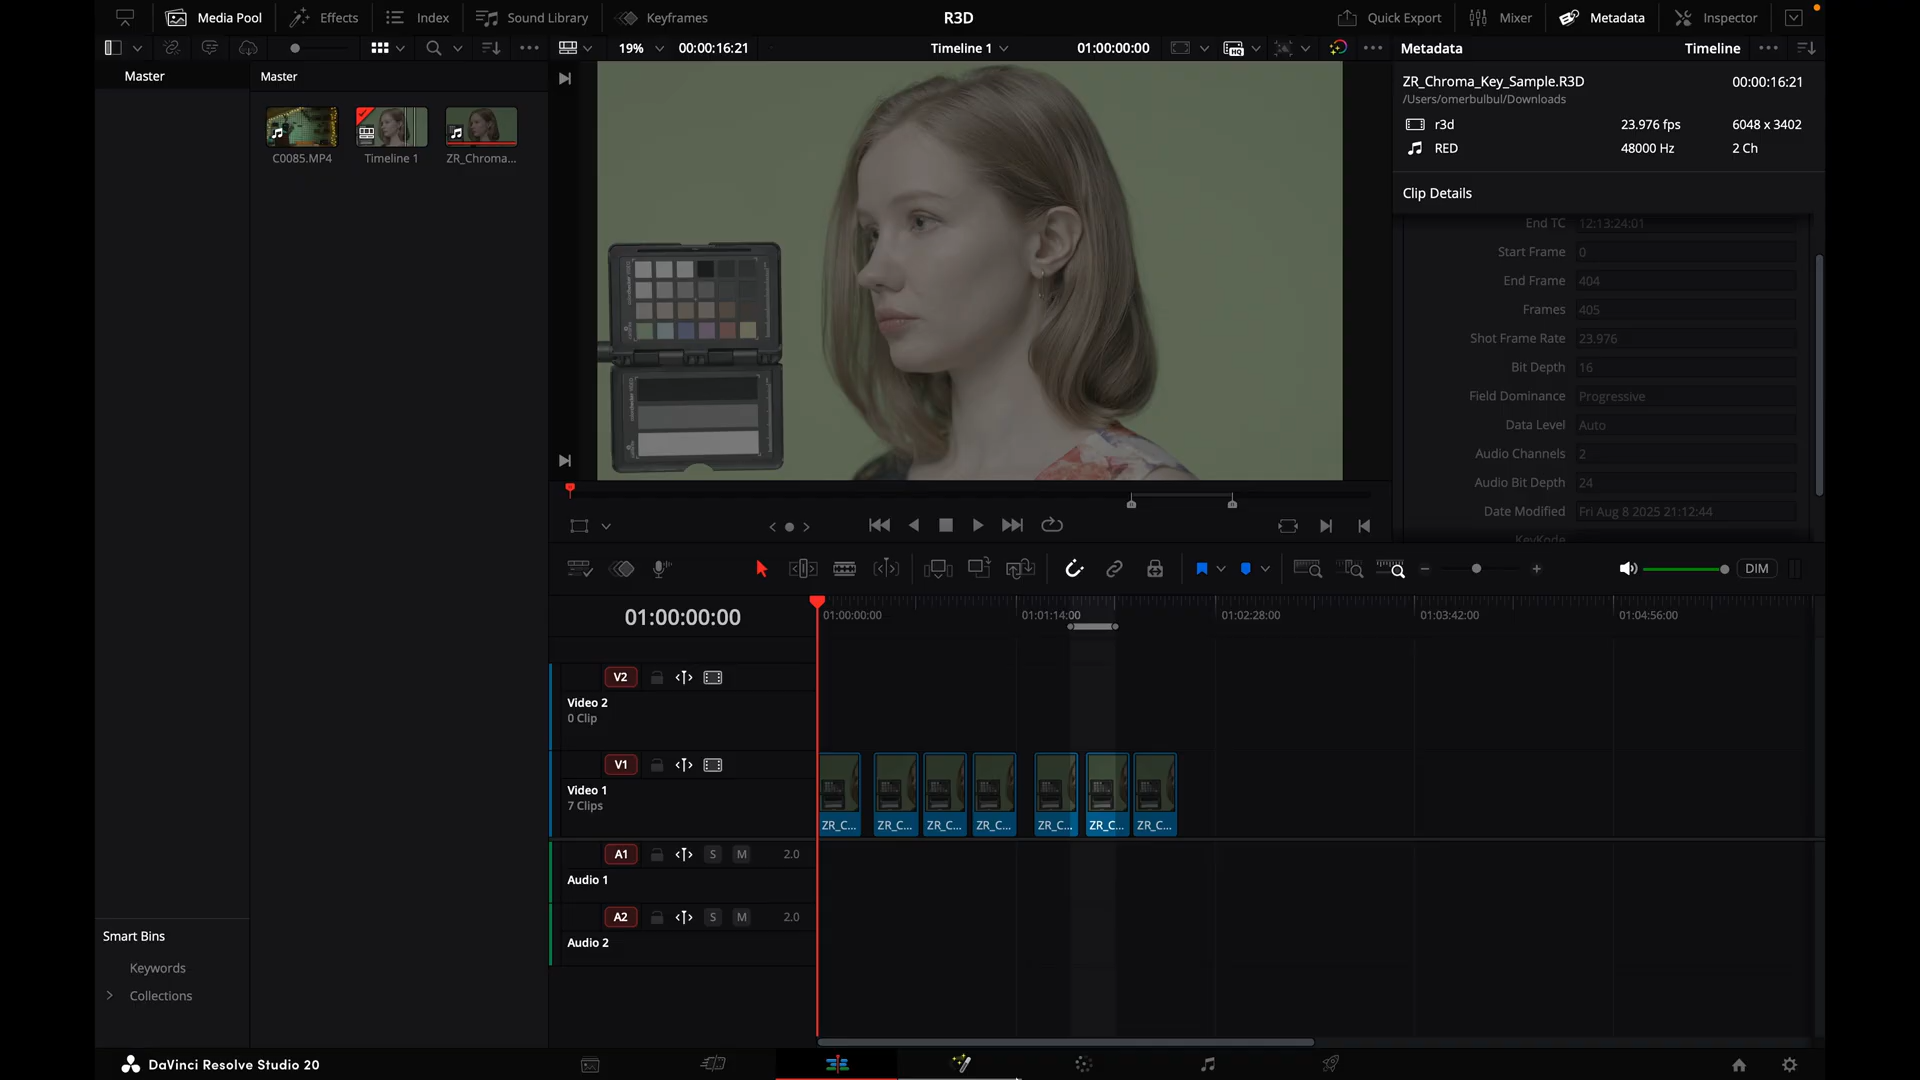 Media Pool
Effects
Index
Sound Library
Keyframes
R3D
Quick Export
Mixer
Metadata
Inspector
19%
00:00:16:21
Timeline 1
01:00:00:00
Metadata
Timeline
Master
Master
C0085.MP4
Timeline 1
ZR_Chroma...
ZR_Chroma_Key_Sample.R3D
00:00:16:21
/Users/omerbulbul/Downloads
r3d
23.976 fps
6048 x 3402
RED
48000 Hz
2 Ch
Clip Details
End TC
12:13:24:01
Start Frame
0
End Frame
404
Frames
405
Shot Frame Rate
23.976
Bit Depth
16
Field Dominance
Progressive
Data Level
Auto
Audio Channels
2
Audio Bit Depth
24
Date Modified
Fri Aug 8 2025 21:12:44
KeyKode
DIM
01:00:00:00
01:00:00:00
01:01:14:00
01:02:28:00
01:03:42:00
01:04:56:00
V2
Video 2
0 Clip
V1
Video 1
7 Clips
ZR_C...
ZR_C...
ZR_C...
ZR_C...
ZR_C...
ZR_C...
ZR_C...
A1
S
M
2.0
Audio 1
A2
S
M
2.0
Audio 2
Smart Bins
Keywords
Collections
DaVinci Resolve Studio 20